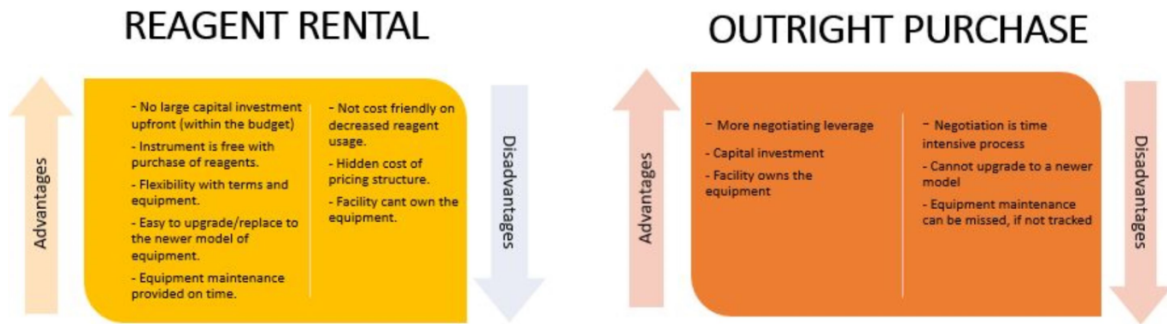 REAGENT RENTAL
Advantages
- No large capital investment
upfront (within the budget)
- Instrument is free with
purchase of reagents.
- Flexibility with terms and
equipment.
- Easy to upgrade/replace to
the newer model of
equipment.
- Equipment maintenance
provided on time.
- Not cost friendly on
decreased reagent
usage.
- Hidden cost of
pricing structure.
- Facility cant own the
equipment.
Disadvantages
OUTRIGHT PURCHASE
Advantages
- More negotiating leverage
- Capital investment
- Facility owns the
equipment
- Negotiation is time
intensive process
- Cannot upgrade to a newer
model
- Equipment maintenance
can be missed, if not tracked
Disadvantages